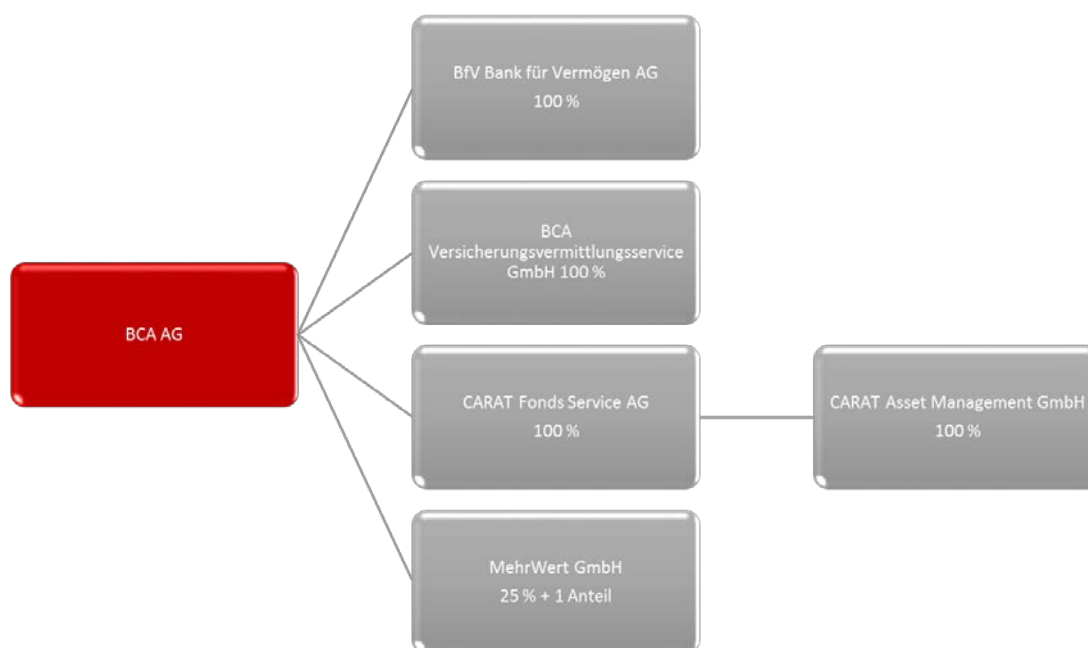 BfV Bank für Vermögen AG
100 %
BCA
Versicherungsvermittlungsservice
GmbH 100 %
BCA AG
CARAT Fonds Service AG
100 %
CARAT Asset Management GmbH
100 %
MehrWert GmbH
25 % + 1 Anteil